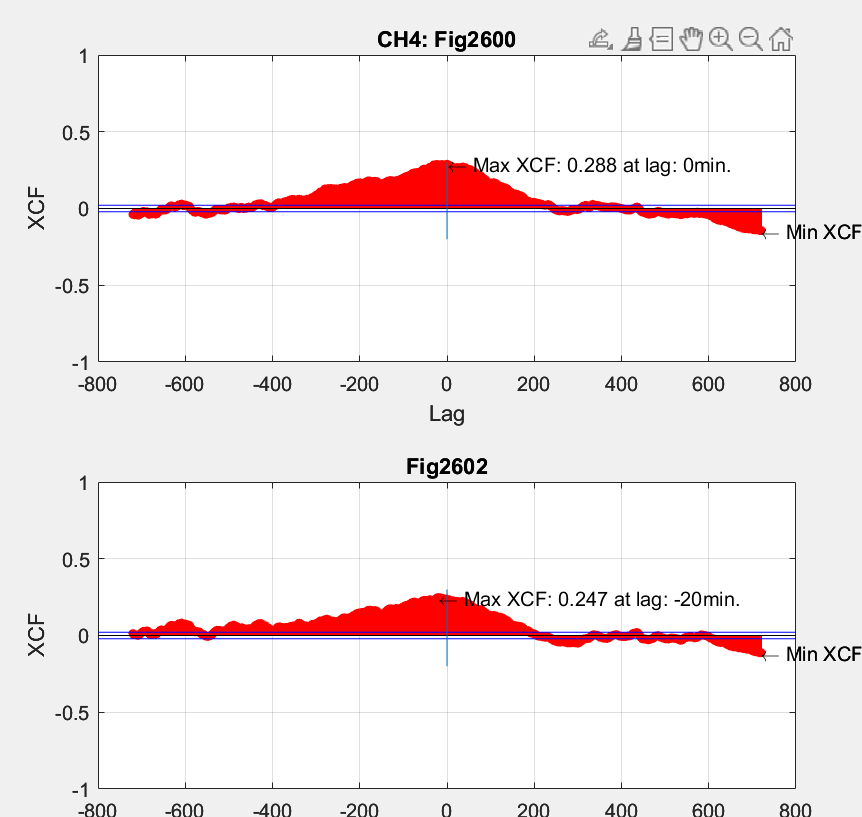 CH4: Fig2600
1
0.5
0
-0.5
-1
XCF
Max XCF: 0.288 at lag: 0min.
Min XCF
-800 -600 -400 -200 0 200 400 600 800
Lag
Fig2602
1
0.5
0
-0.5
-1
XCF
Max XCF: 0.247 at lag: -20min.
Min XCF
-800 -600 -400 -200 0 200 400 600 800